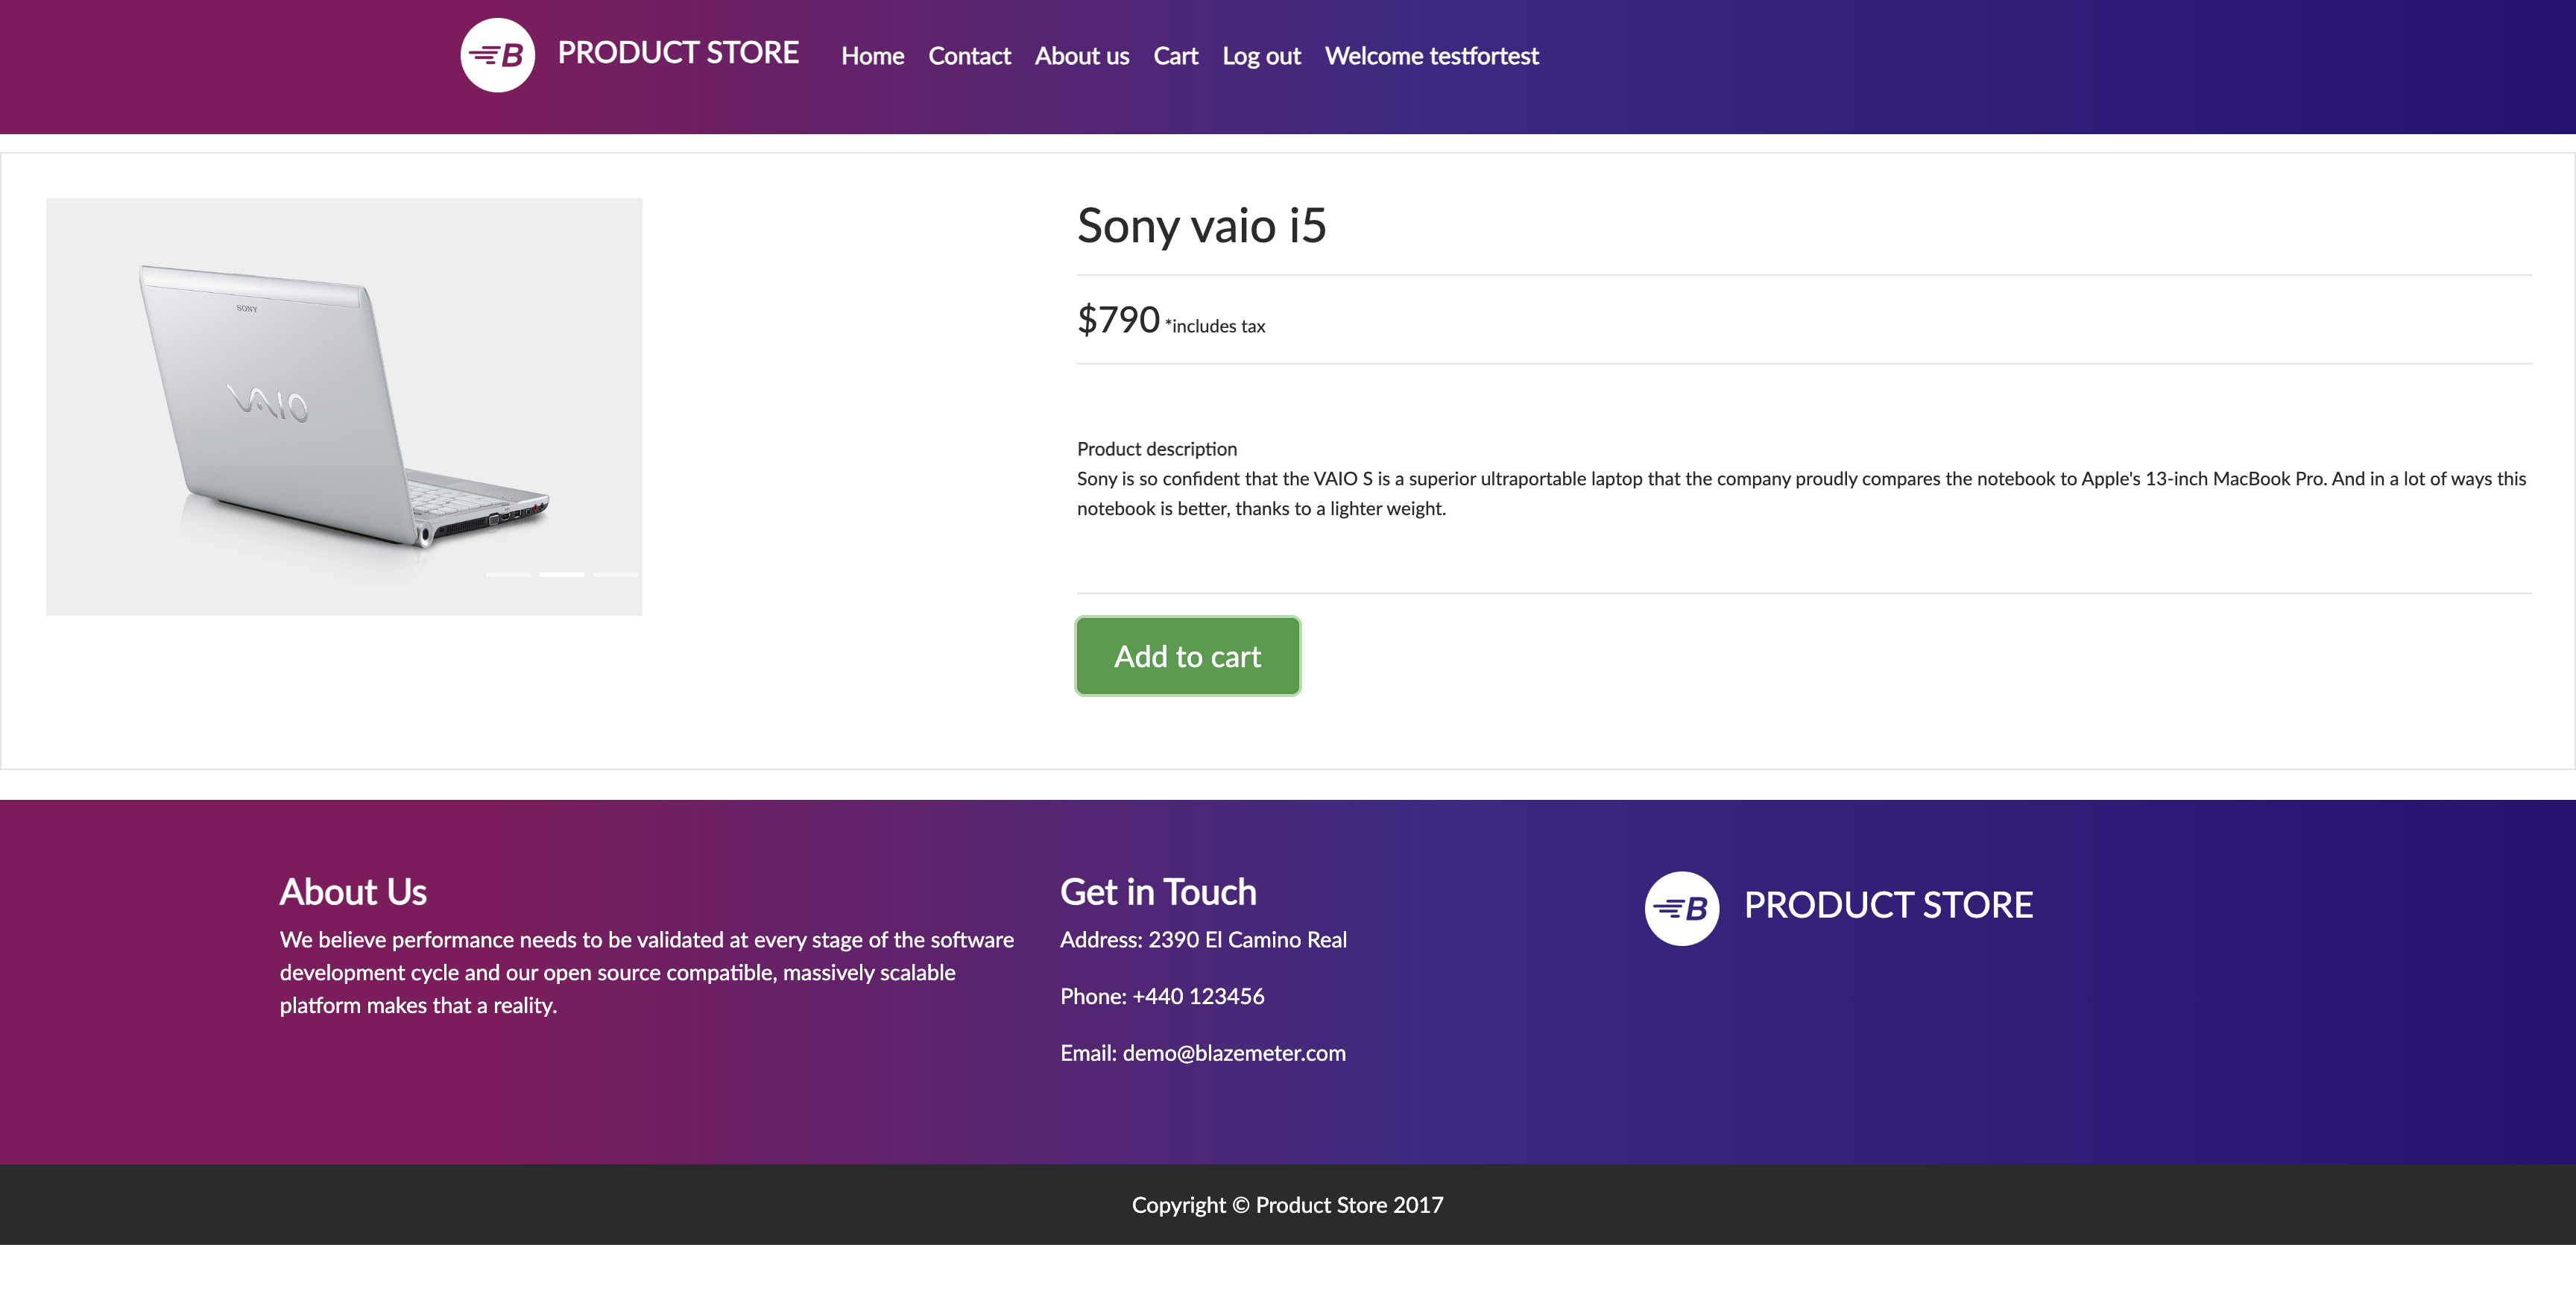 B PRODUCT STORE Home Contact About us Cart Log out Welcome testfortest
SONY
VAIO
Sony vaio i5
$790 *includes tax
Product description
Sony is so confident that the VAIO S is a superior ultraportable laptop that the company proudly compares the notebook to Apple's 13-inch MacBook Pro. And in a lot of ways this
notebook is better, thanks to a lighter weight.
Add to cart
About Us
We believe performance needs to be validated at every stage of the software
development cycle and our open source compatible, massively scalable
platform makes that a reality.
Get in Touch
Address: 2390 El Camino Real
Phone: +440 123456
Email: demo@blazemeter.com
B PRODUCT STORE
Copyright © Product Store 2017